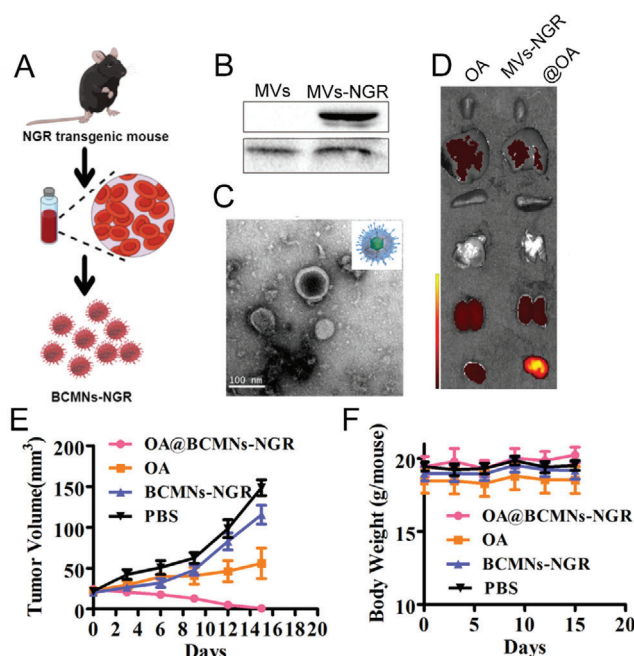 A
NGR transgenic mouse
BCMNs-NGR
B
MVs MVs-NGR
C
100 nm
D
OA
MVs-NGR
@OA
E
Tumor Volume(mm3)
200
150
100
50
0
0 2 4 6 8 10 12 14 16 18 20
Days
OA@BCMNs-NGR
OA
BCMNs-NGR
PBS
F
Body Weight (g/mouse)
20
10
0 5 10 15 20
Days
OA@BCMNs-NGR
OA
BCMNs-NGR
PBS